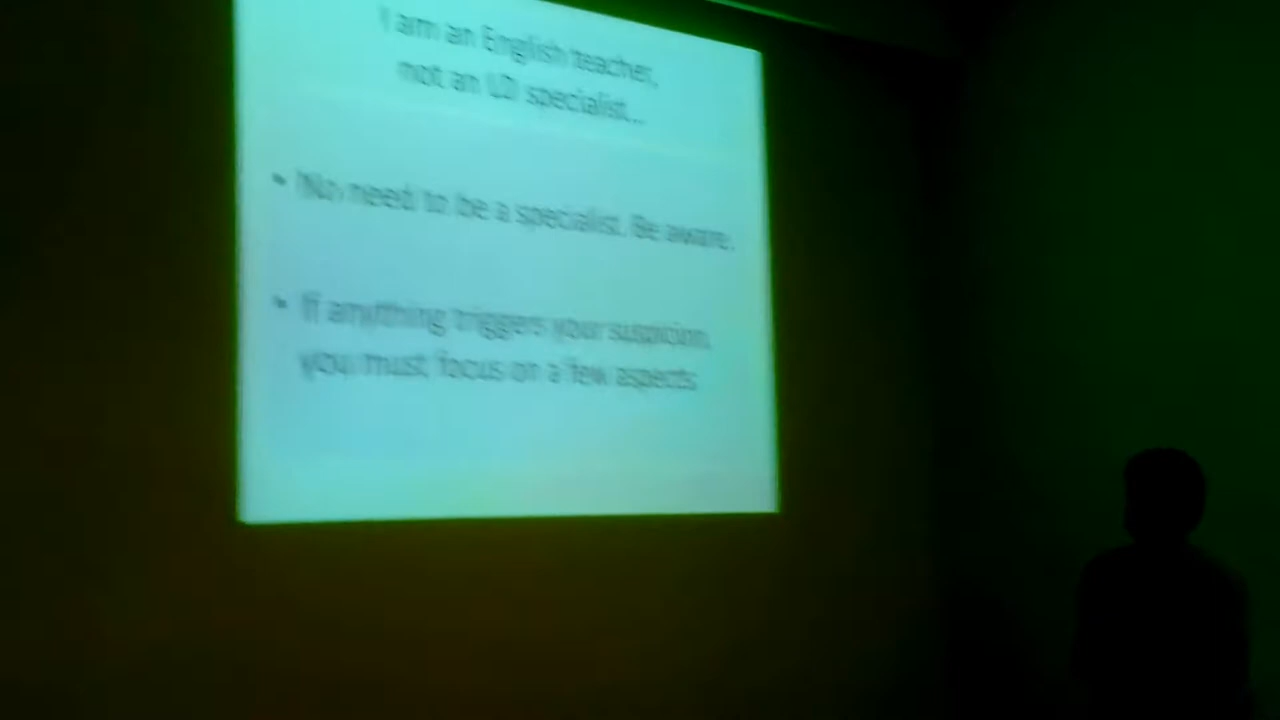 I am an English teacher,
not an LD specialist...
• No need to be a specialist. Be aware.
• If anything triggers your suspicion,
you must focus on a few aspects